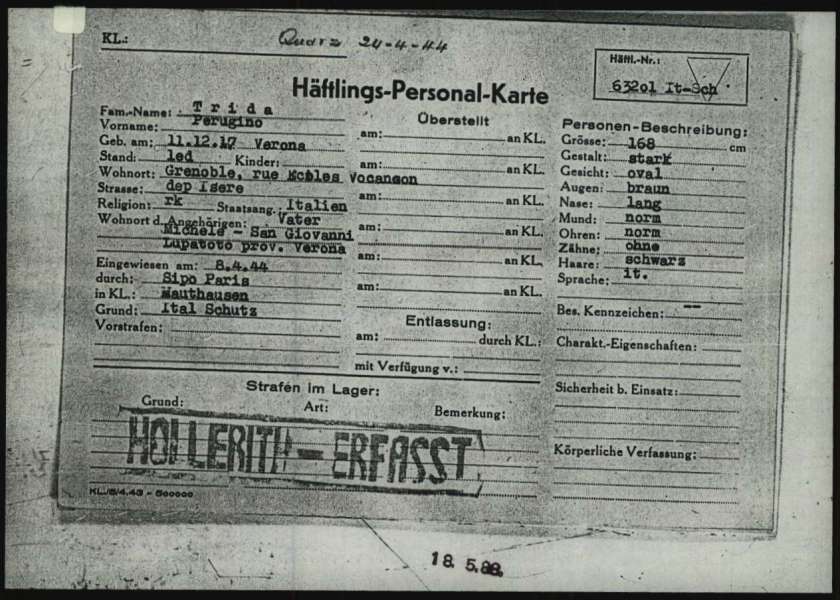 KL.: Quarz 24-4-44
Häftl.-Nr.:
63201 It-Sch
Häftlings-Personal-Karte
Fam.-Name: Trida
Vorname: Perugino
Geb. am: 11.12.17 Verona
Stand: led Kinder:
Wohnort: Grenoble, rue Vocanson
Strasse: dep Isere
Religion: rk Staatsang. Italien
Wohnort d. Angehörigen: Vater
Michele - San Giovanni
Lupatoto prov. Verona
Eingewiesen am: 8.4.44
durch: Sipo Paris
in KL.: Mauthausen
Grund: Ital Schutz
Vorstrafen:
Überstellt
am: an KL.
am: an KL.
am: an KL.
am: an KL.
am: an KL.
am: an KL.
Entlassung:
am: durch KL.:
mit Verfügung v.:
Personen-Beschreibung:
Grösse: 168 cm
Gestalt: stark
Gesicht: oval
Augen: braun
Nase: lang
Mund: norm
Ohren: norm
Zähne: ohne
Haare: schwarz
Sprache: it.
Bes. Kennzeichen: --
Charakt.-Eigenschaften:
Sicherheit b. Einsatz:
Körperliche Verfassung:
Strafen im Lager:
Grund: Art: Bemerkung:
HOLLERITH - ERFASST
KL/5/4.43 - 500000
18. 5. 88.